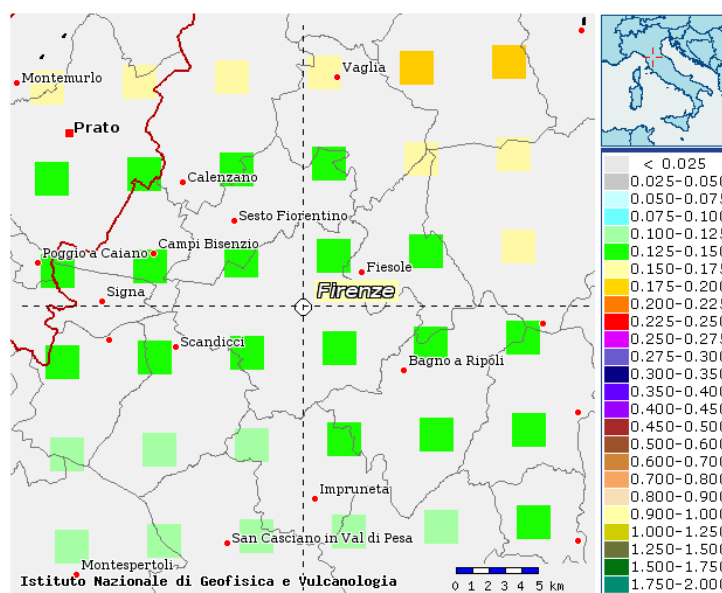 Vaglia
Montemurlo
Prato
Calenzano
Sesto Fiorentino
Poggio a Caiano
Campi Bisenzio
Fiesole
Firenze
Signa
Scandicci
Bagno a Ripoli
Impruneta
San Casciano in Val di Pesa
Montespertoli
Istituto Nazionale di Geofisica e Vulcanologia
0 1 2 3 4 5 km
< 0.025
0.025-0.050
0.050-0.075
0.075-0.100
0.100-0.125
0.125-0.150
0.150-0.175
0.175-0.200
0.200-0.225
0.225-0.250
0.250-0.275
0.275-0.300
0.300-0.350
0.350-0.400
0.400-0.450
0.450-0.500
0.500-0.600
0.600-0.700
0.700-0.800
0.800-0.900
0.900-1.000
1.000-1.250
1.250-1.500
1.500-1.750
1.750-2.000